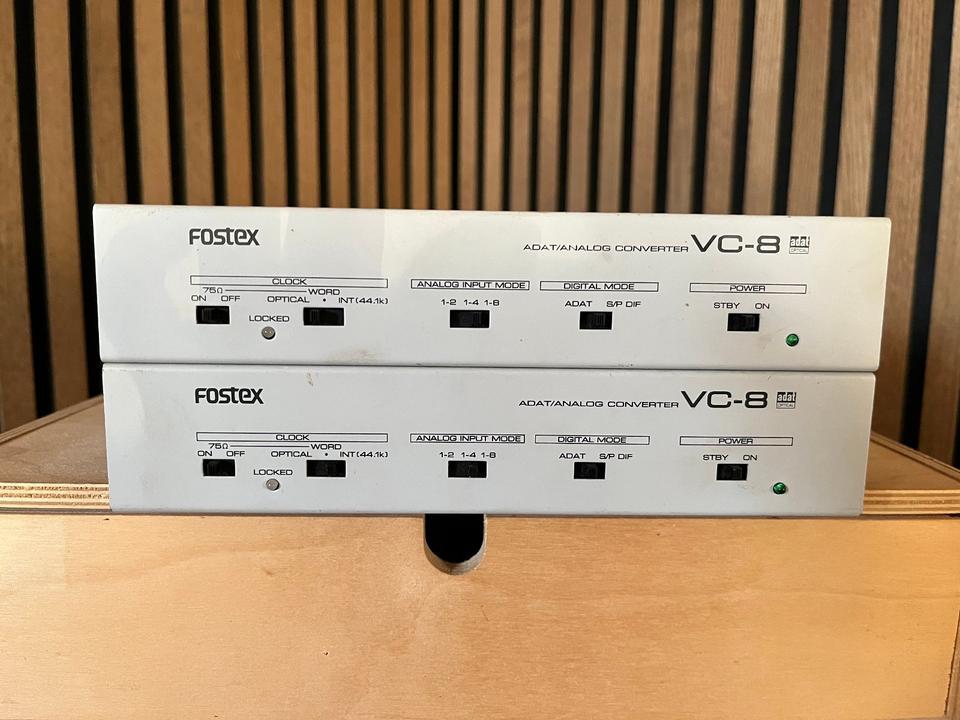 FOSTEX
ADAT/ANALOG CONVERTER VC-8 adat OPTICAL
CLOCK ANALOG INPUT MODE DIGITAL MODE POWER
75Ω WORD
ON OFF OPTICAL • INT(44.1k) 1-2 1-4 1-8 ADAT S/P DIF STBY ON
LOCKED
FOSTEX
ADAT/ANALOG CONVERTER VC-8 adat OPTICAL
CLOCK ANALOG INPUT MODE DIGITAL MODE POWER
75Ω WORD
ON OFF OPTICAL • INT(44.1k) 1-2 1-4 1-8 ADAT S/P DIF STBY ON
LOCKED